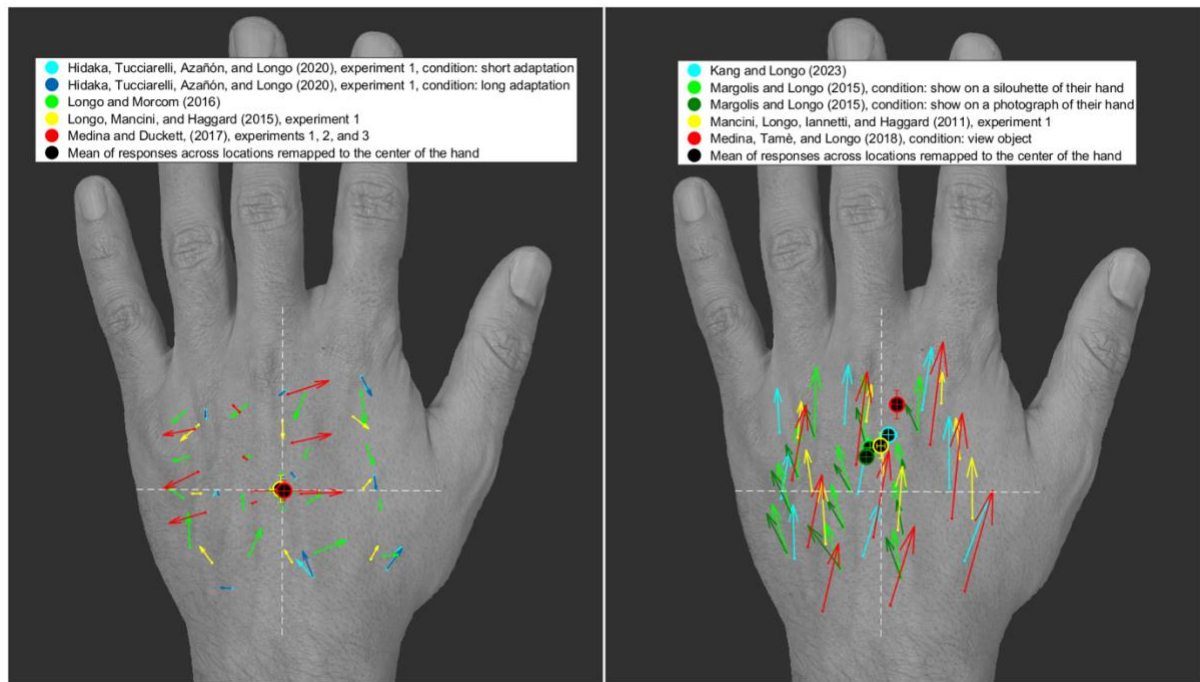 Hidaka, Tucciarelli, Azañón, and Longo (2020), experiment 1, condition: short adaptation
Hidaka, Tucciarelli, Azañón, and Longo (2020), experiment 1, condition: long adaptation
Longo and Morcom (2016)
Longo, Mancini, and Haggard (2015), experiment 1
Medina and Duckett, (2017), experiments 1, 2, and 3
Mean of responses across locations remapped to the center of the hand
Kang and Longo (2023)
Margolis and Longo (2015), condition: show on a silouhette of their hand
Margolis and Longo (2015), condition: show on a photograph of their hand
Mancini, Longo, Iannetti, and Haggard (2011), experiment 1
Medina, Tamè, and Longo (2018), condition: view object
Mean of responses across locations remapped to the center of the hand